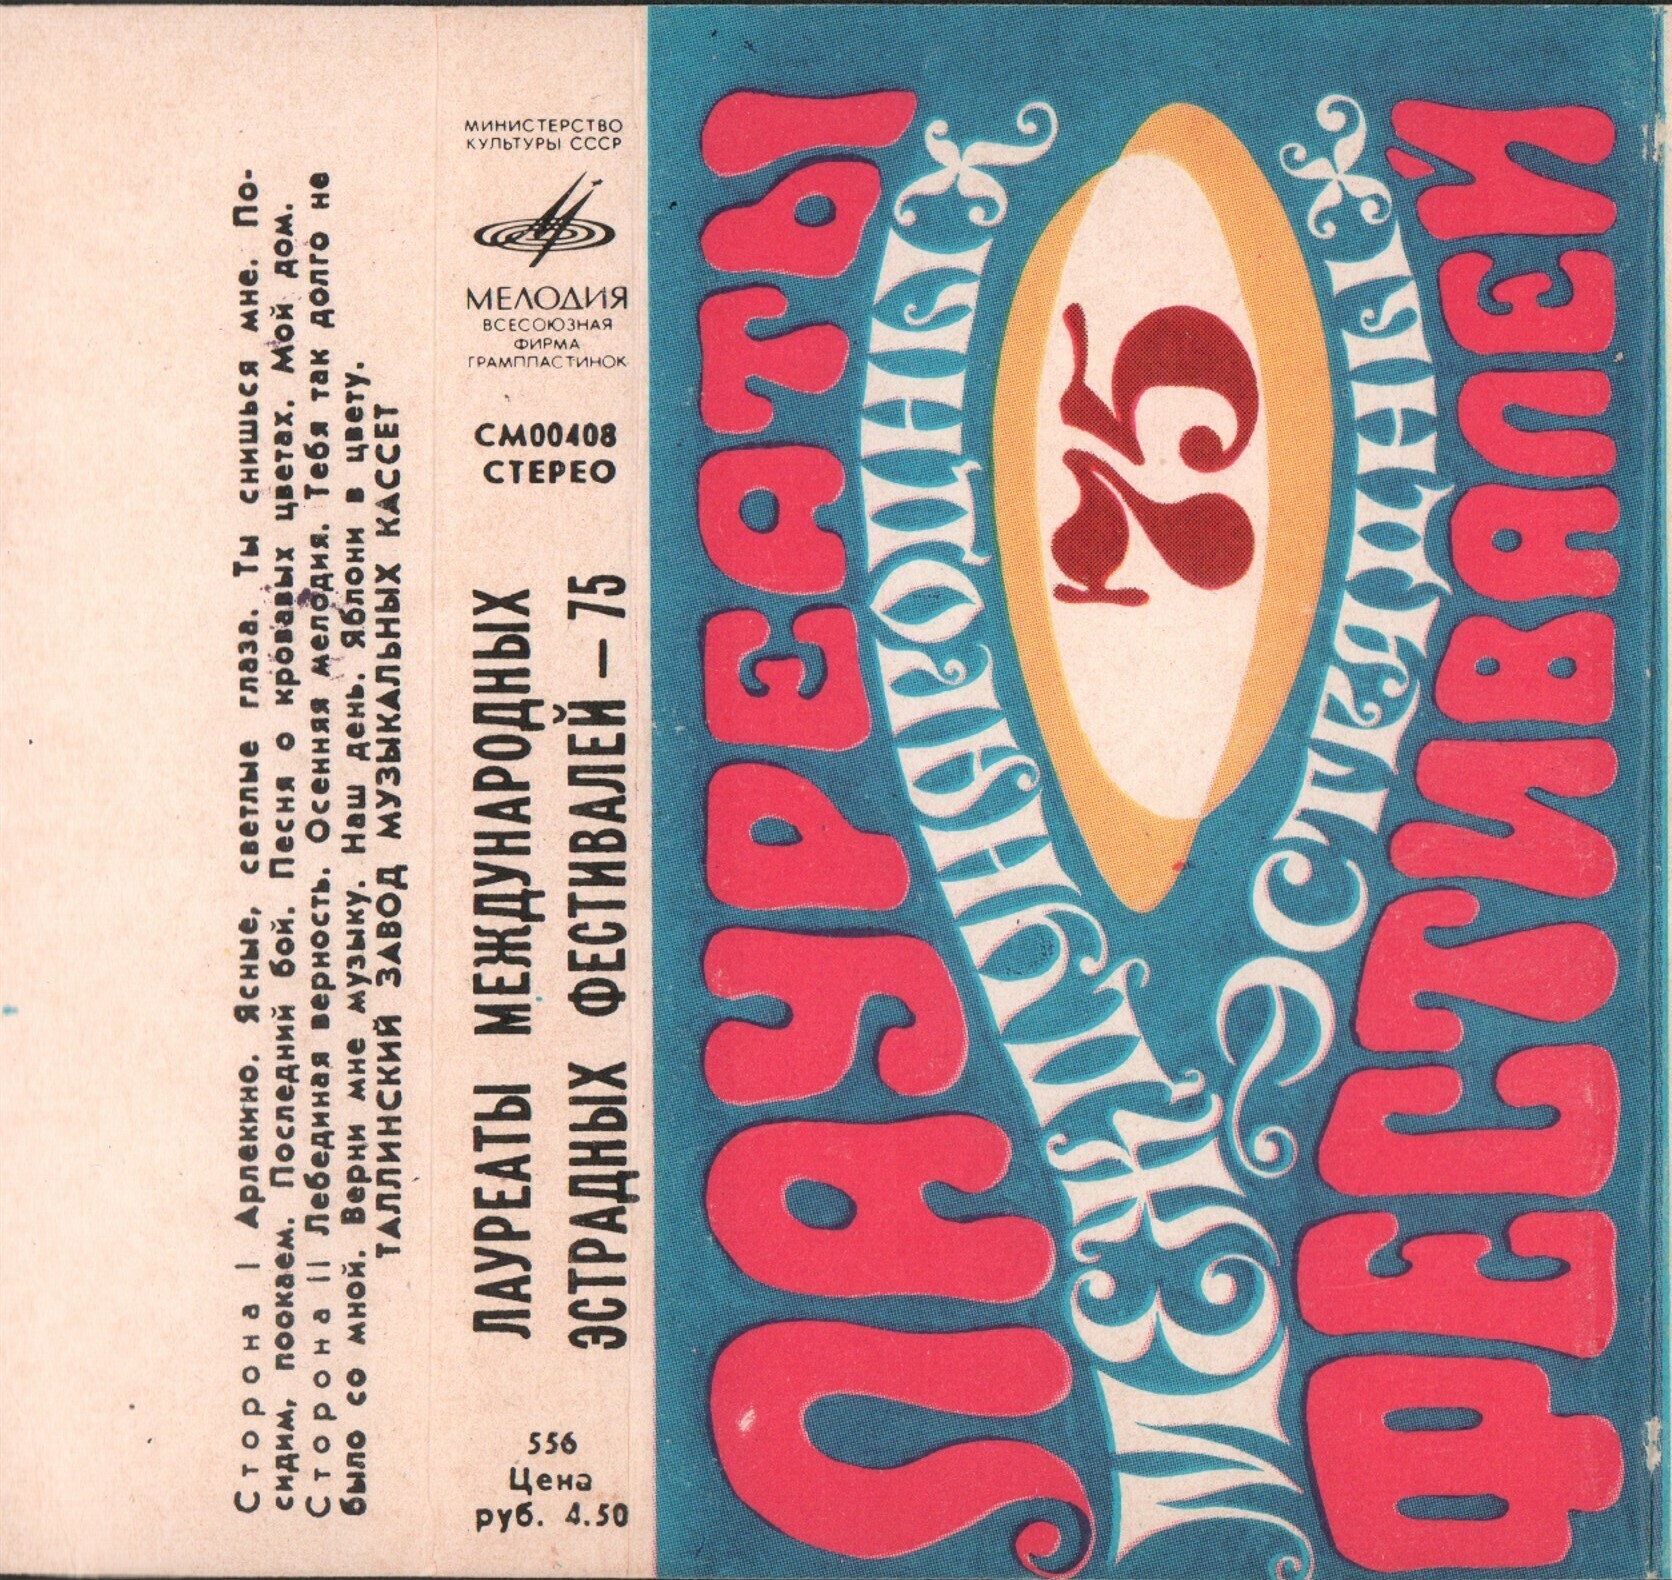 Сторона I Арлекино. Ясные, светлые глаза. Ты снишься мне. По-
сидим, поокаем. Последний бой. Песня о кровавых цветах. Мой дом.
Сторона II Лебединая верность. Осенняя мелодия. Тебя так долго не
было со мной. Верни мне музыку. Наш день. Яблони в цвету.
ТАЛЛИНСКИЙ ЗАВОД МУЗЫКАЛЬНЫХ КАССЕТ
МИНИСТЕРСТВО
КУЛЬТУРЫ СССР
МЕЛОДИЯ
ВСЕСОЮЗНАЯ
ФИРМА
ГРАМПЛАСТИНОК
СМ00408
СТЕРЕО
ЛАУРЕАТЫ МЕЖДУНАРОДНЫХ
ЭСТРАДНЫХ ФЕСТИВАЛЕЙ — 75
556
Цена
руб. 4.50
ЛАУРЕАТЫ
МЕЖДУНАРОДНЫХ
75
ЭСТРАДНЫХ
ФЕСТИВАЛЕЙ